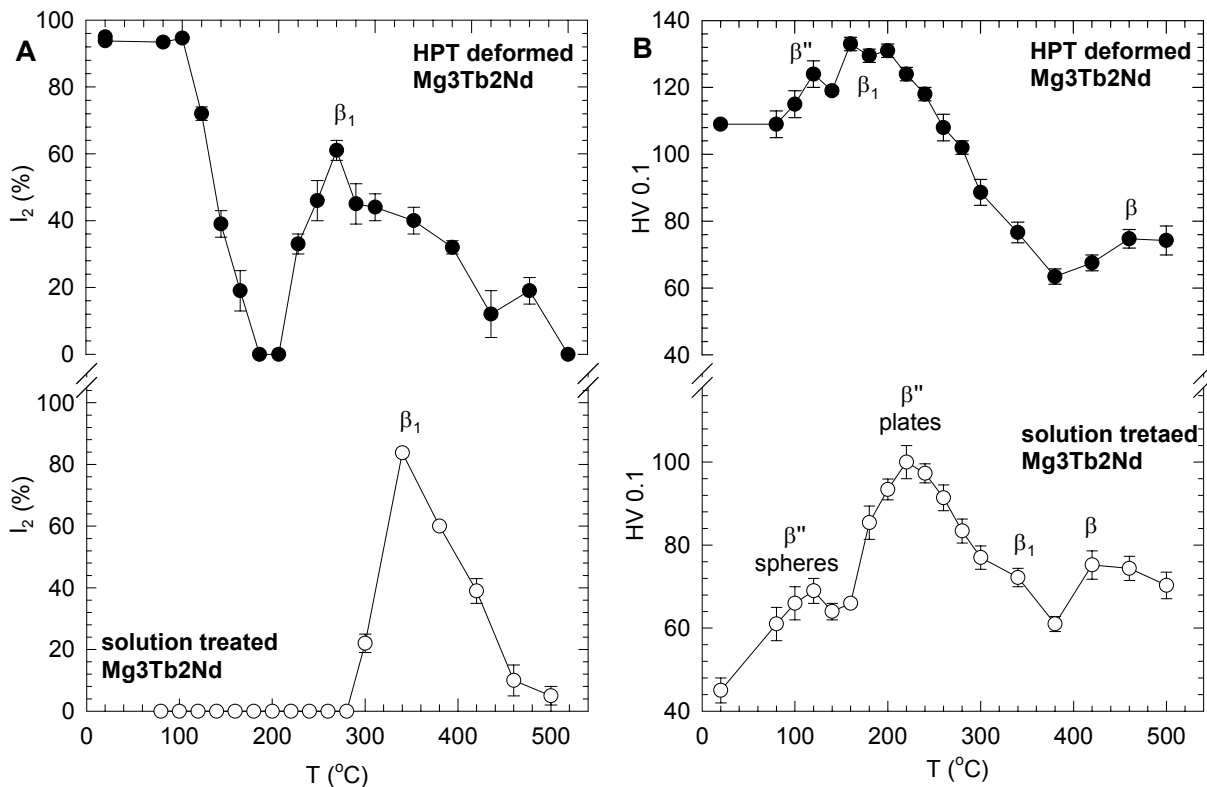 A
HPT deformed
Mg3Tb2Nd
β1
I2 (%)
100
80
60
40
20
0
β1
I2 (%)
100
80
60
40
20
0
solution treated
Mg3Tb2Nd
0
100
200
300
400
500
T (oC)
B
HPT deformed
Mg3Tb2Nd
β"
β1
β
HV 0.1
140
120
100
80
60
40
β"
plates
solution tretaed
Mg3Tb2Nd
β"
spheres
β1
β
HV 0.1
100
80
60
40
0
100
200
300
400
500
T (oC)